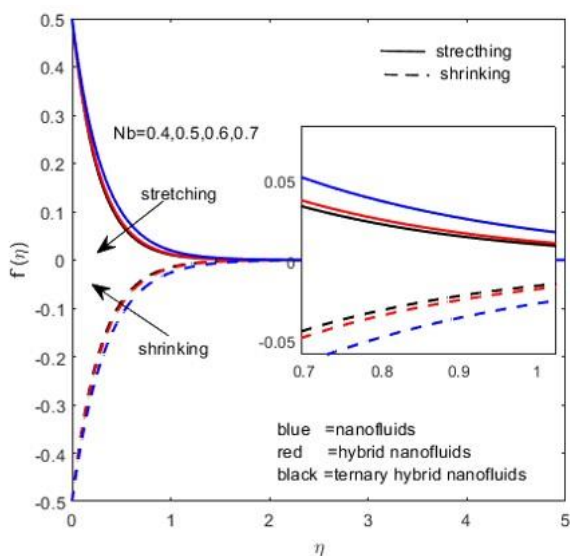 0.5
0.4
0.3
0.2
0.1
0
-0.1
-0.2
-0.3
-0.4
-0.5
f'(η)
strecthing
shrinking
Nb=0.4,0.5,0.6,0.7
stretching
shrinking
0.05
0
-0.05
0.7 0.8 0.9 1
blue =nanofluids
red =hybrid nanofluids
black =ternary hybrid nanofluids
0 1 2 3 4 5
η